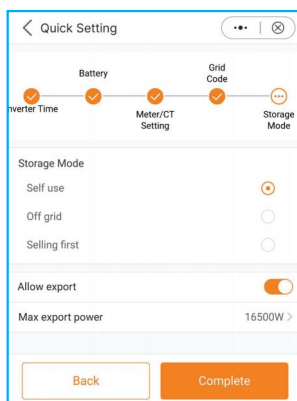 Quick Setting
Battery
Grid
Code
nverter Time
Meter/CT
Setting
Storage
Mode
Storage Mode
Self use
Off grid
Selling first
Allow export
Max export power 16500W >
Back Complete